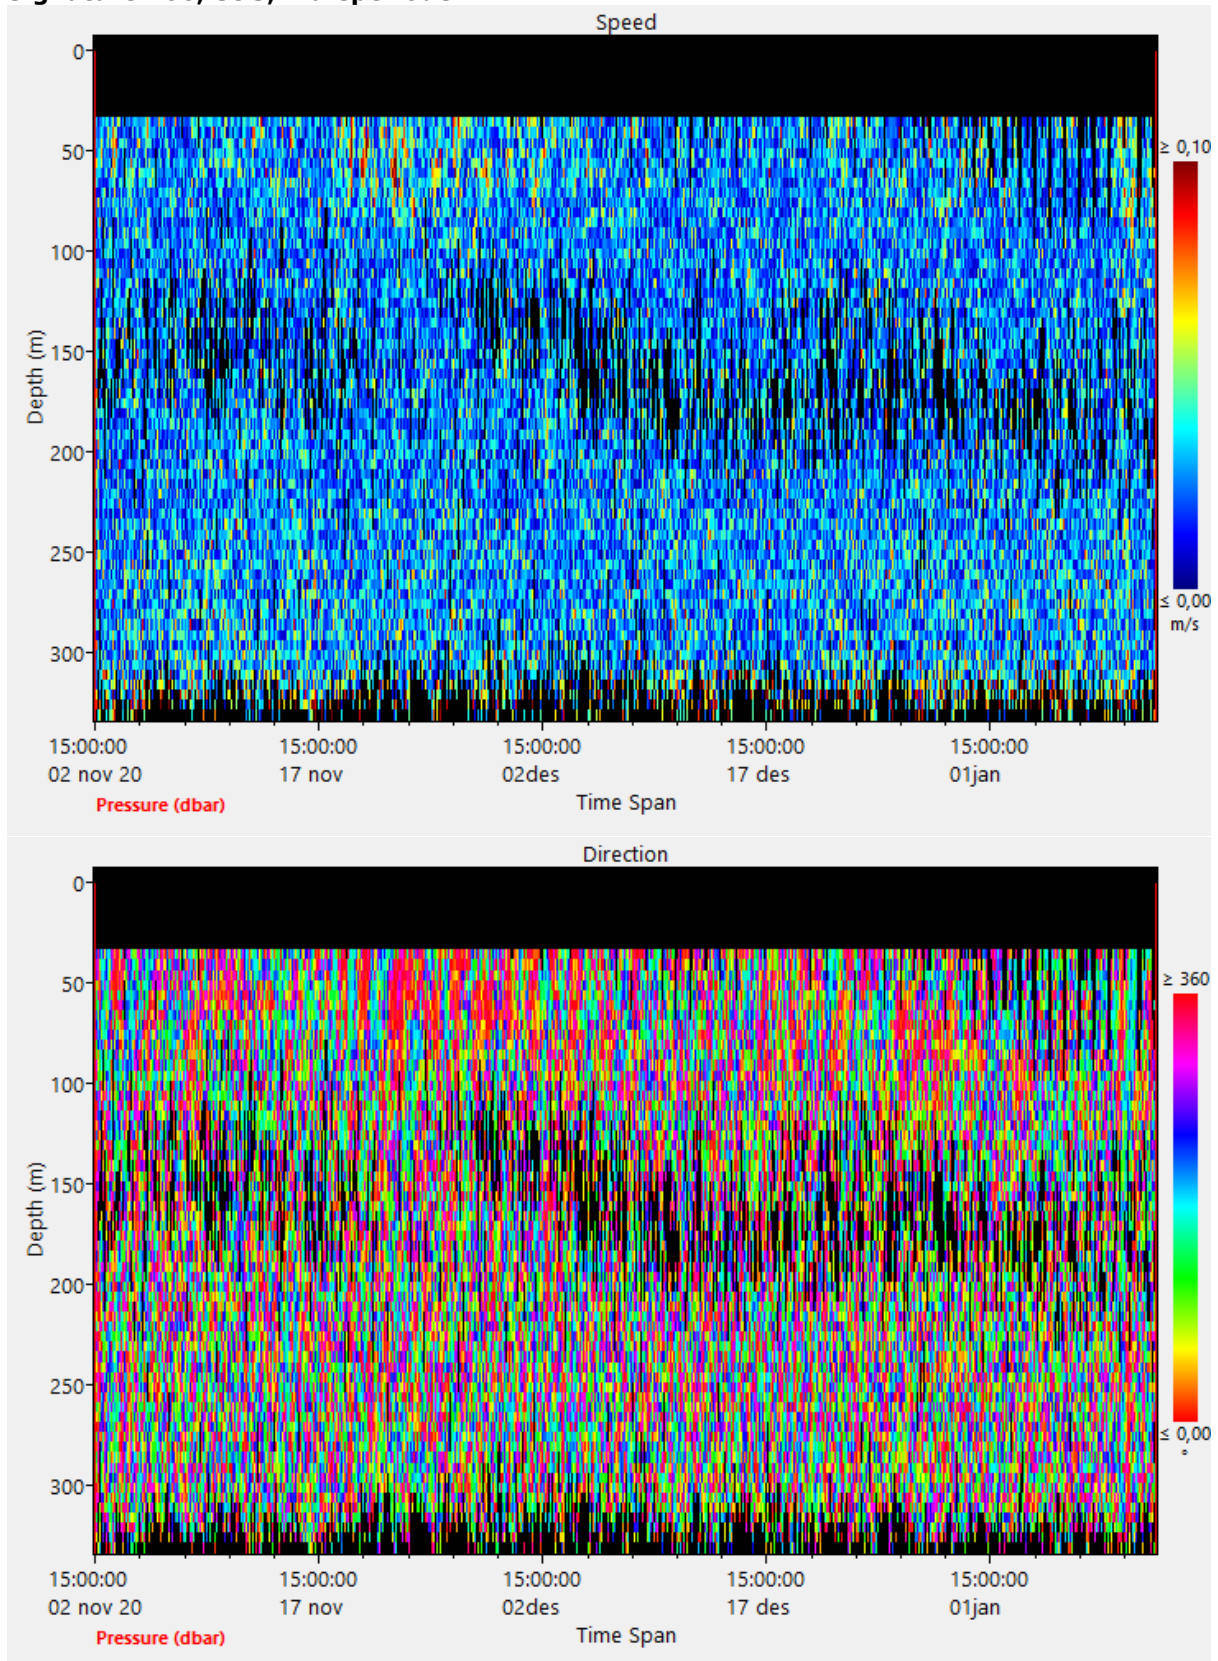 Speed
0
50
100
150
200
250
300
Depth (m)
≥ 0,10
≤ 0,00
m/s
15:00:00 15:00:00 15:00:00 15:00:00 15:00:00
02 nov 20 17 nov 02des 17 des 01jan
Pressure (dbar) Time Span
Direction
0
50
100
150
200
250
300
Depth (m)
≥ 360
≤ 0,00
°
15:00:00 15:00:00 15:00:00 15:00:00 15:00:00
02 nov 20 17 nov 02des 17 des 01jan
Pressure (dbar) Time Span